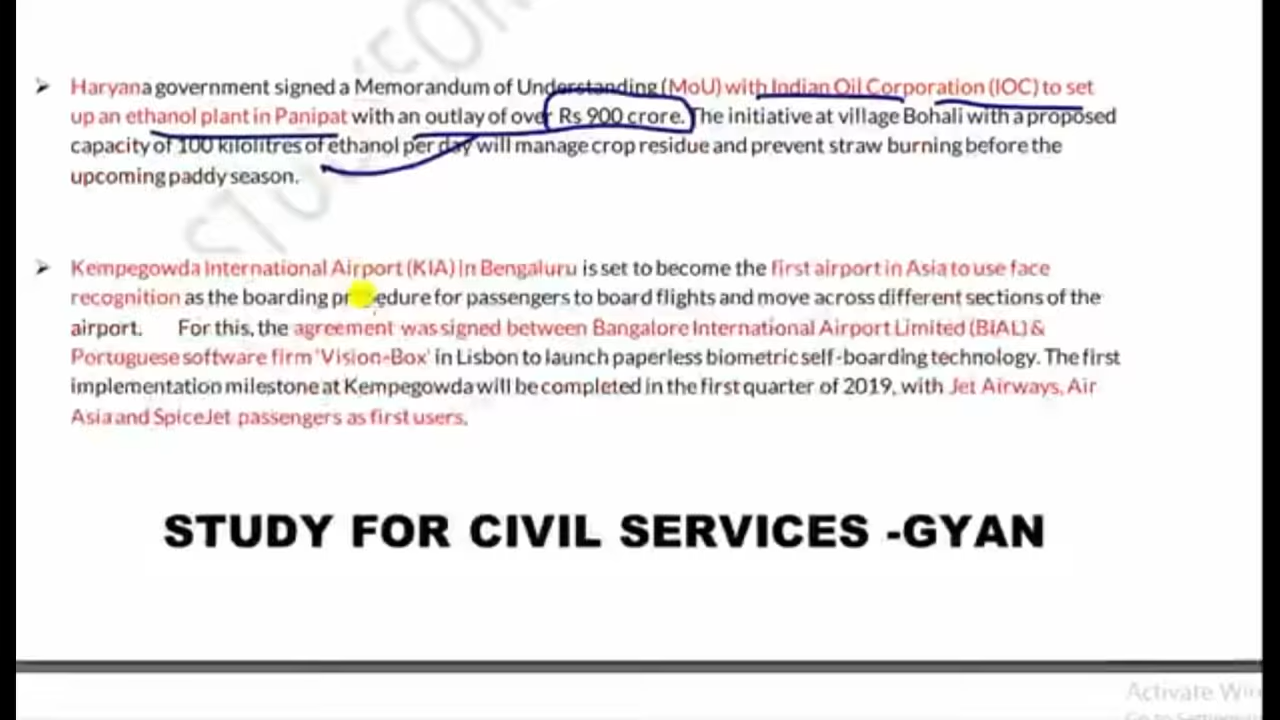 Haryana government signed a Memorandum of Understanding (MoU) with Indian Oil Corporation (IOC) to set
up an ethanol plant in Panipat with an outlay of over Rs 900 crore. The initiative at village Bohali with a proposed
capacity of 100 kilolitres of ethanol per day will manage crop residue and prevent straw burning before the
upcoming paddy season.
Kempegowda International Airport (KIA) in Bengaluru is set to become the first airport in Asia to use face
recognition as the boarding procedure for passengers to board flights and move across different sections of the
airport. For this, the agreement was signed between Bangalore International Airport Limited (BIAL) &
Portuguese software firm 'Vision-Box' in Lisbon to launch paperless biometric self-boarding technology. The first
implementation milestone at Kempegowda will be completed in the first quarter of 2019, with Jet Airways, Air
Asia and SpiceJet passengers as first users.
STUDY FOR CIVIL SERVICES -GYAN
Activate Win